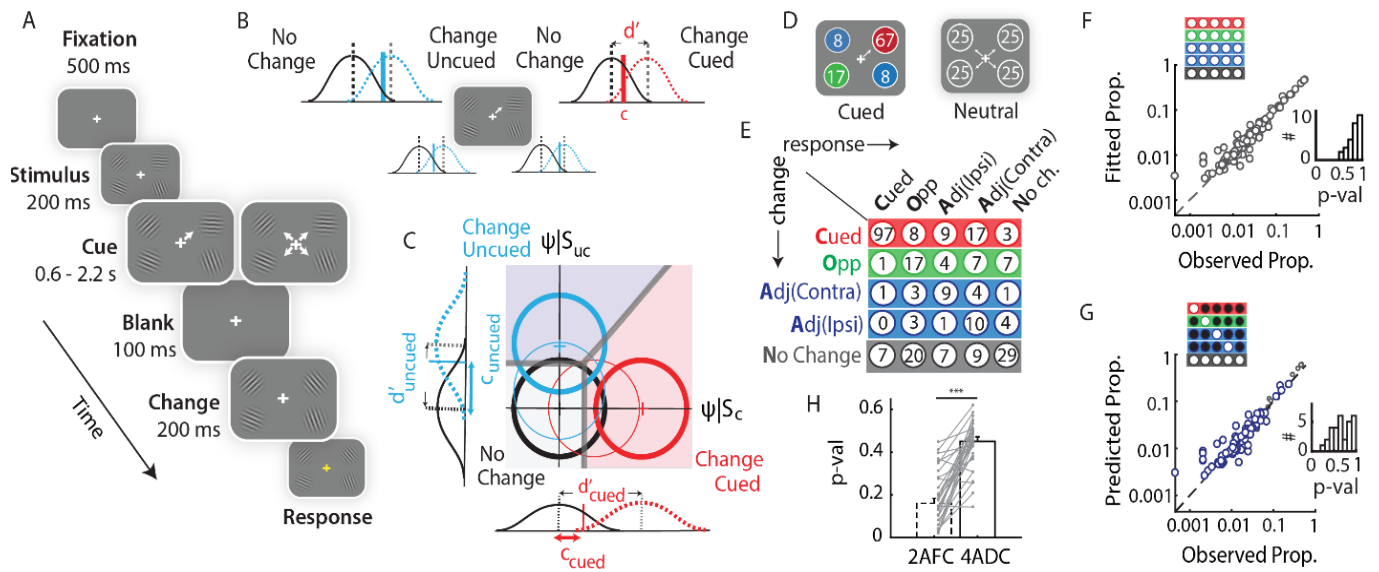 A
Fixation
500 ms
Stimulus
200 ms
Cue
0.6 - 2.2 s
Blank
100 ms
Change
200 ms
Response
Time
B
No
Change
Change
Uncued
No
Change
d'
Change
Cued
c
C
Change
Uncued
ψ|S_uc
d'_uncued
c_uncued
ψ|S_c
No
Change
Change
Cued
d'_cued
c_cued
D
8 67
17 8
Cued
25 25
25 25
Neutral
E
response
change
Cued Opp Adj(Ipsi) Adj(Contra) No ch.
Cued 97 8 9 17 3
Opp 1 17 4 7 7
Adj(Contra) 1 3 9 4 1
Adj(Ipsi) 0 3 1 10 4
No Change 7 20 7 9 29
F
Fitted Prop.
1
0.1
0.01
0.001
0.001 0.01 0.1 1
Observed Prop.
#
10
0
0 0.5 1
p-val
G
Predicted Prop.
1
0.1
0.01
0.001
0.001 0.01 0.1 1
Observed Prop.
#
5
0
0 0.5 1
p-val
H
***
p-val
0.6
0.4
0.2
0
2AFC 4ADC